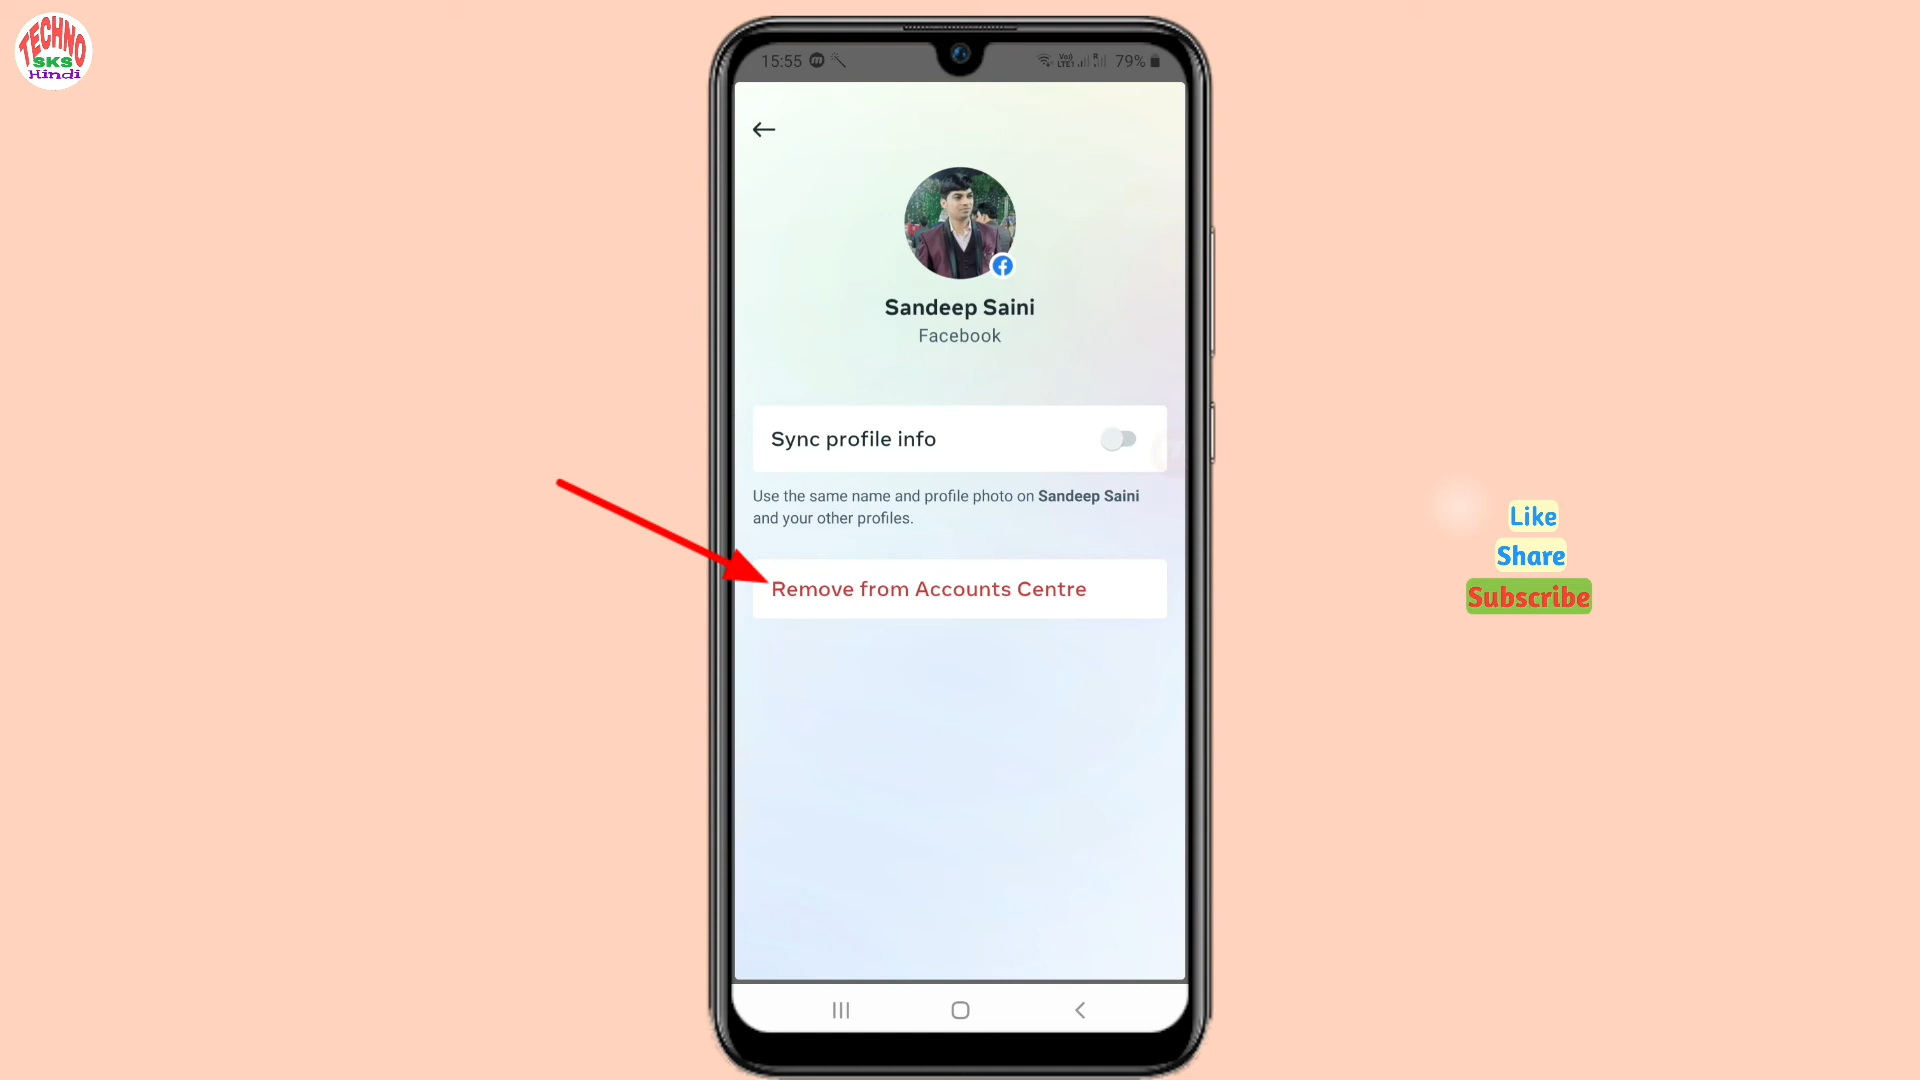 TECHNO
SKS
Hindi
15:55
79%
Sandeep Saini
Facebook
Sync profile info
Use the same name and profile photo on Sandeep Saini
and your other profiles.
Remove from Accounts Centre
Like
Share
Subscribe